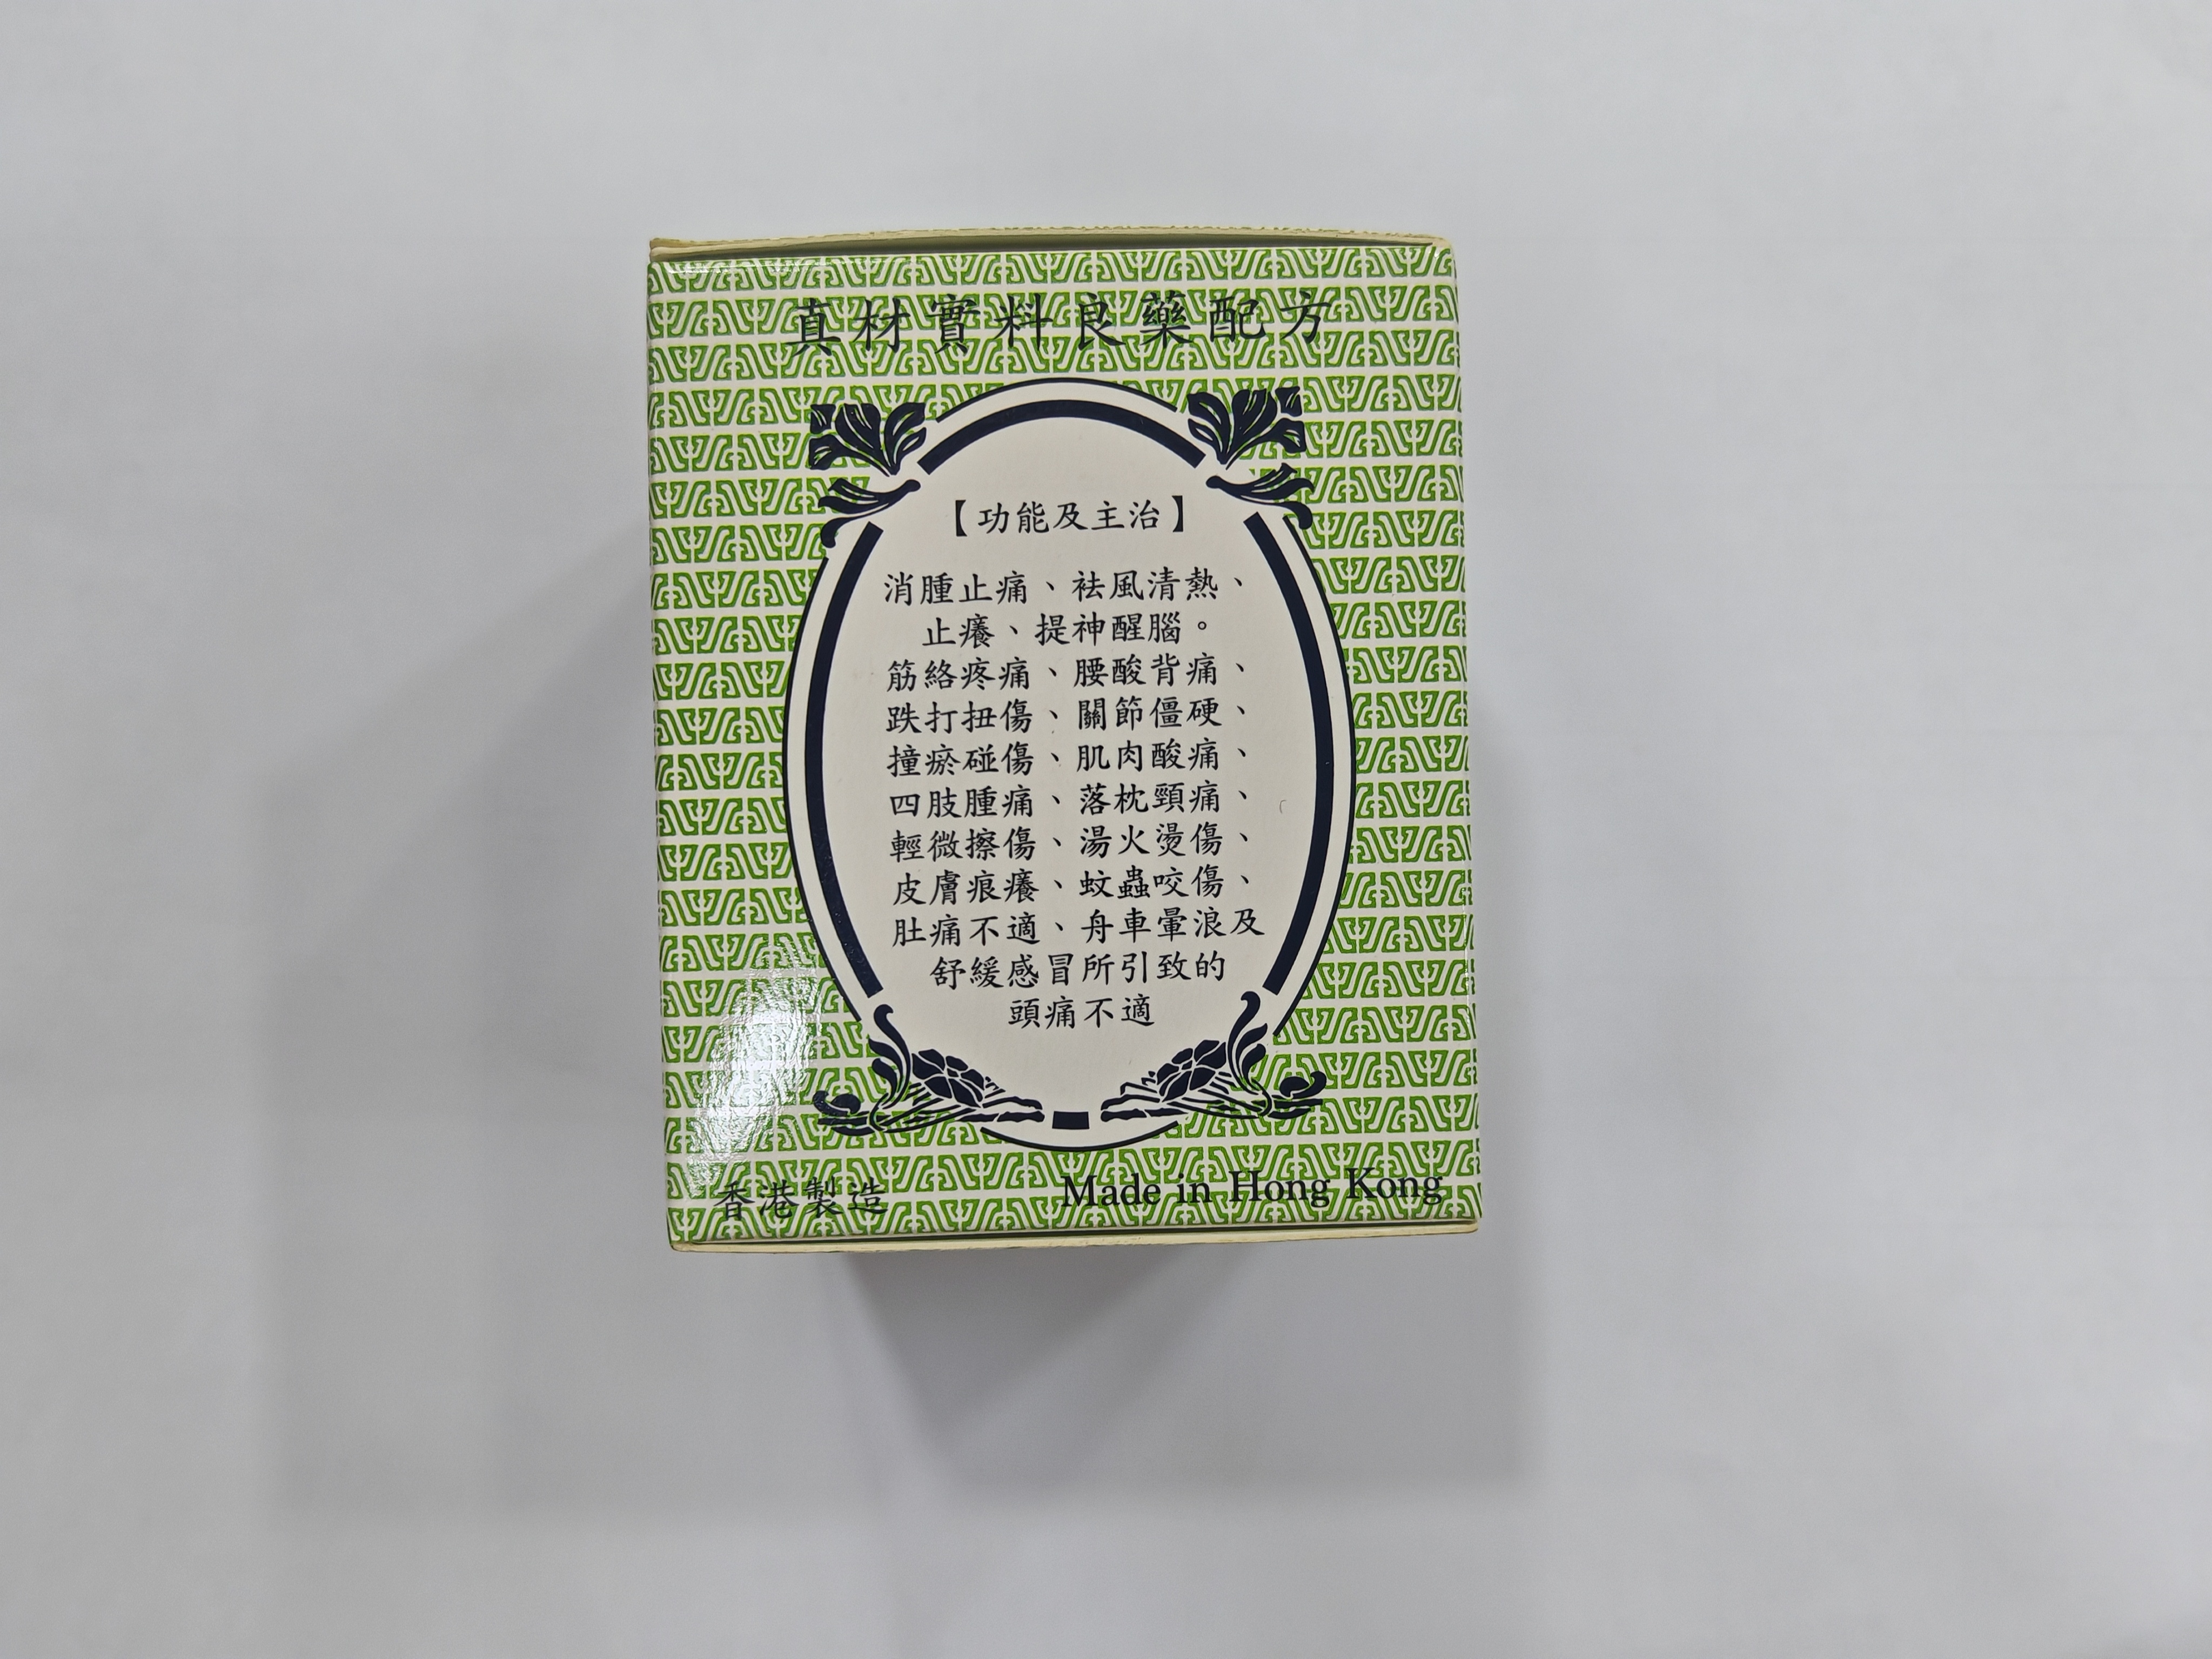 真材實料良藥配方
【功能及主治】
消腫止痛、祛風清熱、
止癢、提神醒腦。
筋絡疼痛、腰酸背痛、
跌打扭傷、關節僵硬、
撞瘀碰傷、肌肉酸痛、
四肢腫痛、落枕頸痛、
輕微擦傷、湯火燙傷、
皮膚痕癢、蚊蟲咬傷、
肚痛不適、舟車暈浪及
舒緩感冒所引致的
頭痛不適
香港製造 Made in Hong Kong